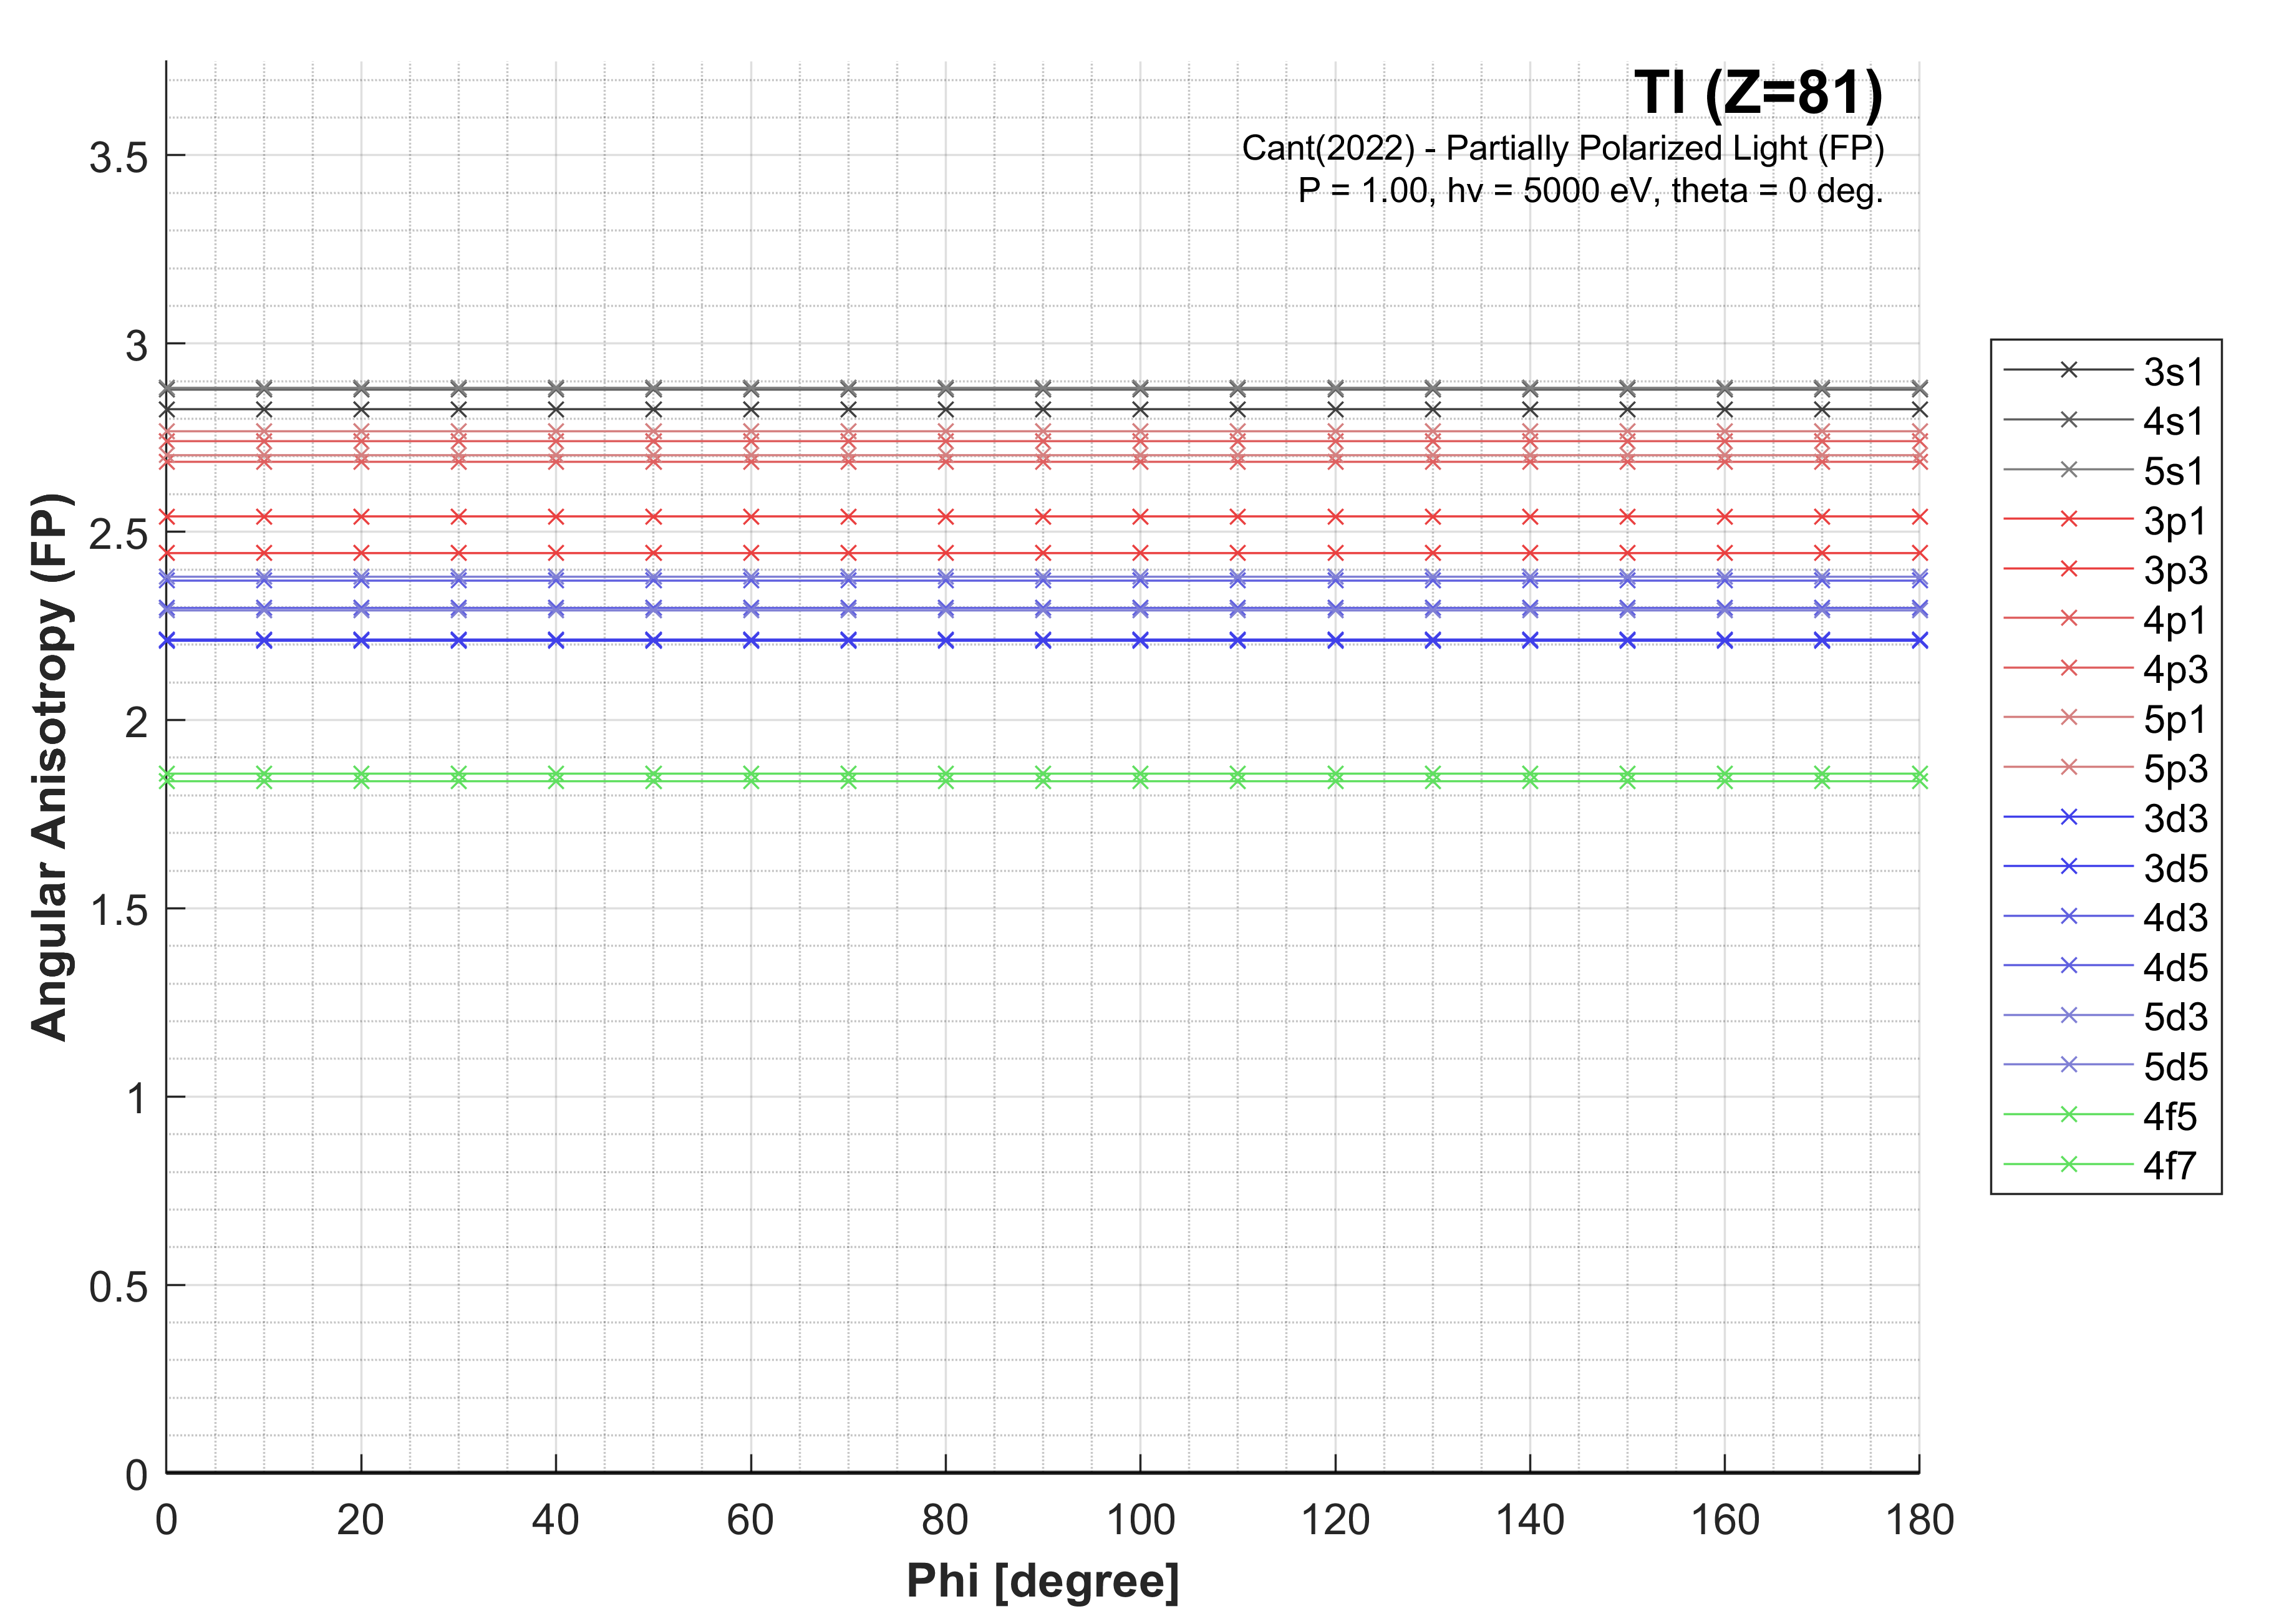 Tl (Z=81)
Cant(2022) - Partially Polarized Light (FP)
P = 1.00, hv = 5000 eV, theta = 0 deg.
Angular Anisotropy (FP)
3.5
3
2.5
2
1.5
1
0.5
0
0 20 40 60 80 100 120 140 160 180
Phi [degree]
3s1
4s1
5s1
3p1
3p3
4p1
4p3
5p1
5p3
3d3
3d5
4d3
4d5
5d3
5d5
4f5
4f7